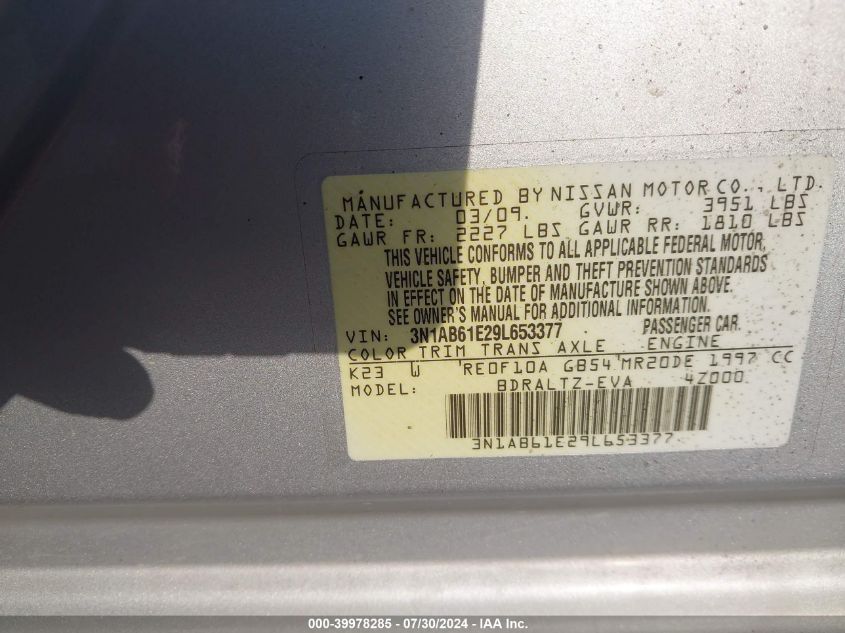 MANUFACTURED BY NISSAN MOTOR CO., LTD.
DATE: 03/09. GVWR: 3951 LBS
GAWR FR: 2227 LBS GAWR RR: 1810 LBS
THIS VEHICLE CONFORMS TO ALL APPLICABLE FEDERAL MOTOR
VEHICLE SAFETY, BUMPER AND THEFT PREVENTION STANDARDS
IN EFFECT ON THE DATE OF MANUFACTURE SHOWN ABOVE.
SEE OWNER'S MANUAL FOR ADDITIONAL INFORMATION.
VIN: 3N1AB61E29L653377 PASSENGER CAR.
COLOR TRIM TRANS AXLE ENGINE
K23 W RE0F10A GB54 MR20DE 1997 CC
MODEL: BDRALTZ-EVA 4Z000
3N1AB61E29L653377
000-39978285 - 07/30/2024 - IAA Inc.